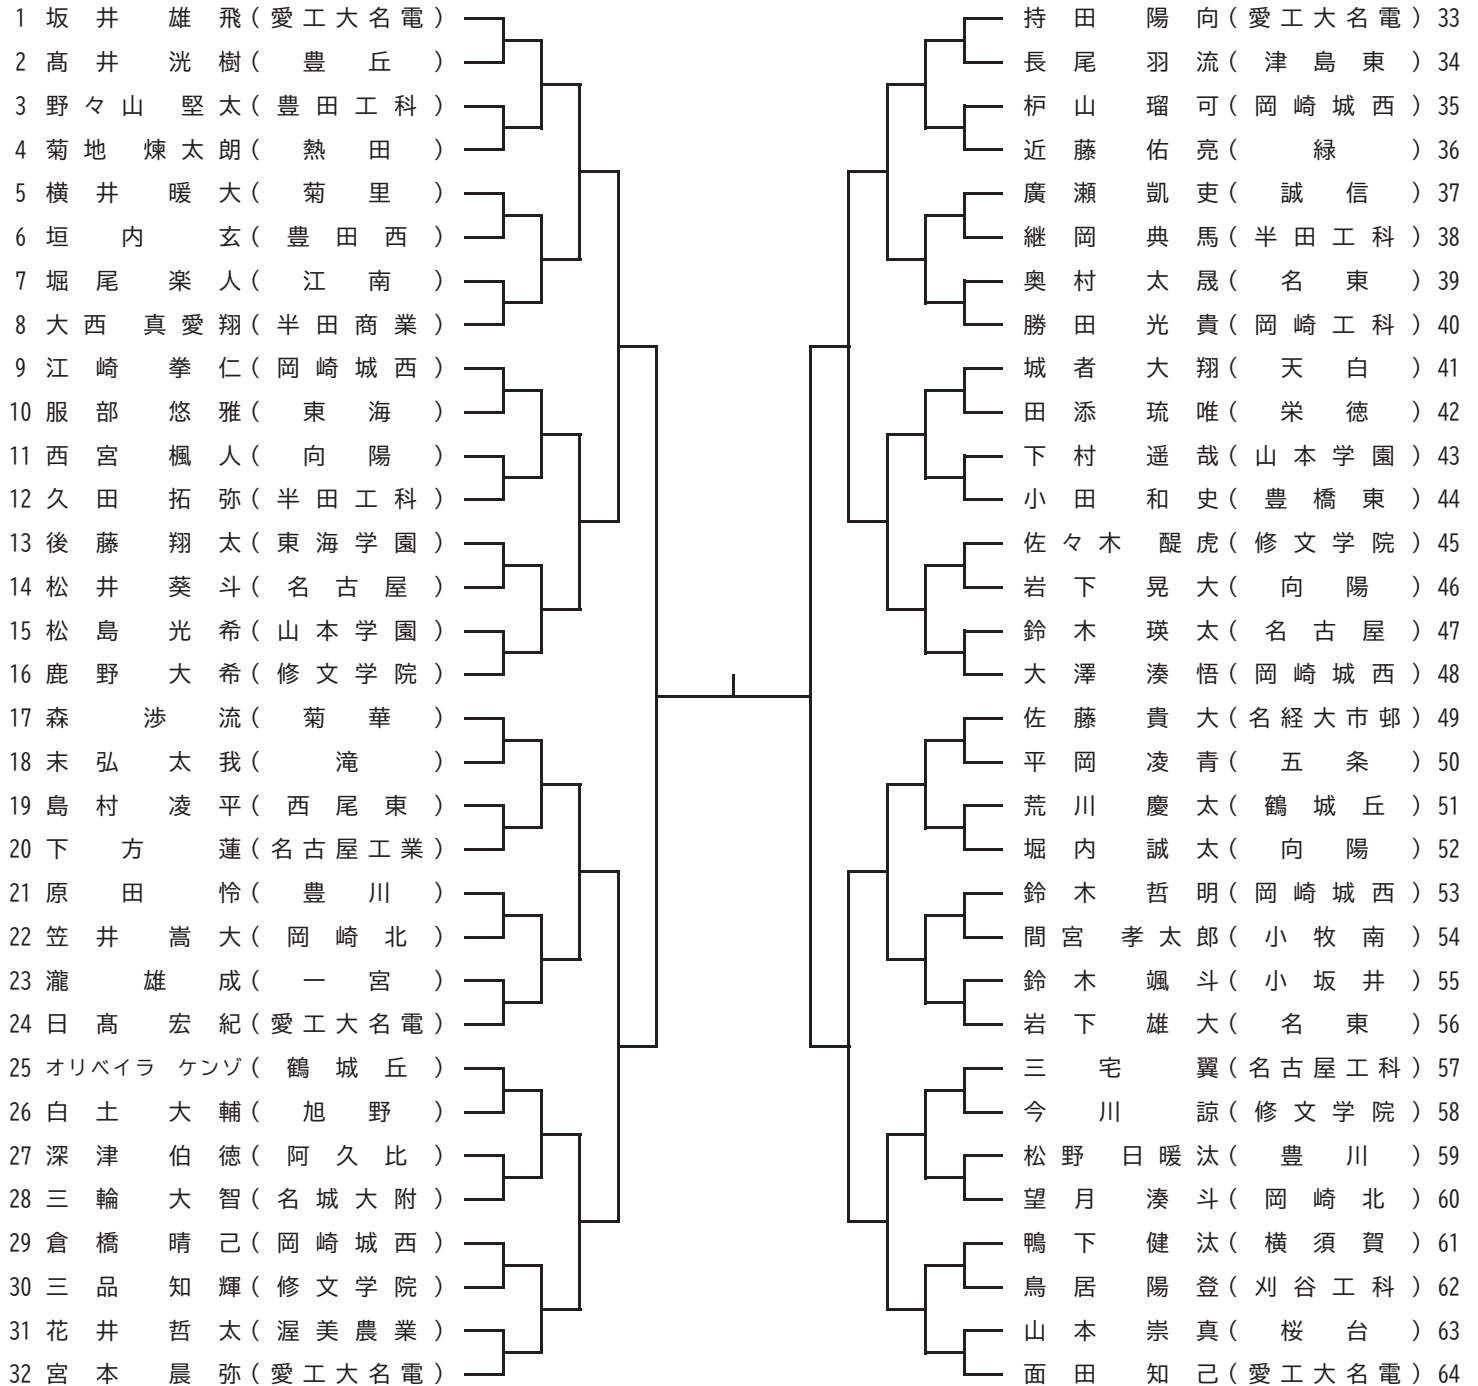 1 坂井 雄飛 (愛工大名電)
2 髙井 洸樹 (豊丘)
3 野々山 堅太 (豊田工科)
4 菊地 煉太朗 (熱田)
5 横井 暖大 (菊里)
6 垣内 玄 (豊田西)
7 堀尾 楽人 (江南)
8 大西 真愛翔 (半田商業)
9 江崎 拳仁 (岡崎城西)
10 服部 悠雅 (東海)
11 西宮 楓人 (向陽)
12 久田 拓弥 (半田工科)
13 後藤 翔太 (東海学園)
14 松井 葵斗 (名古屋)
15 松島 光希 (山本学園)
16 鹿野 大希 (修文学院)
17 森 渉流 (菊華)
18 末弘 太我 (滝)
19 島村 凌平 (西尾東)
20 下方 蓮 (名古屋工業)
21 原田 怜 (豊川)
22 笠井 嵩大 (岡崎北)
23 瀧 雄成 (一宮)
24 日髙 宏紀 (愛工大名電)
25 オリベイラ ケンゾ (鶴城丘)
26 白土 大輔 (旭野)
27 深津 伯徳 (阿久比)
28 三輪 大智 (名城大附)
29 倉橋 晴己 (岡崎城西)
30 三品 知輝 (修文学院)
31 花井 哲太 (渥美農業)
32 宮本 晨弥 (愛工大名電)
持田 陽向 (愛工大名電) 33
長尾 羽流 (津島東) 34
枦山 瑠可 (岡崎城西) 35
近藤 佑亮 (緑) 36
廣瀬 凱吏 (誠信) 37
継岡 典馬 (半田工科) 38
奥村 太晟 (名東) 39
勝田 光貴 (岡崎工科) 40
城者 大翔 (天白) 41
田添 琉唯 (栄徳) 42
下村 遥哉 (山本学園) 43
小田 和史 (豊橋東) 44
佐々木 醍虎 (修文学院) 45
岩下 晃大 (向陽) 46
鈴木 瑛太 (名古屋) 47
大澤 湊悟 (岡崎城西) 48
佐藤 貴大 (名経大市邨) 49
平岡 凌青 (五条) 50
荒川 慶太 (鶴城丘) 51
堀内 誠太 (向陽) 52
鈴木 哲明 (岡崎城西) 53
間宮 孝太郎 (小牧南) 54
鈴木 颯斗 (小坂井) 55
岩下 雄大 (名東) 56
三宅 翼 (名古屋工科) 57
今川 諒 (修文学院) 58
松野 日暖汰 (豊川) 59
望月 湊斗 (岡崎北) 60
鴨下 健汰 (横須賀) 61
鳥居 陽登 (刈谷工科) 62
山本 崇真 (桜台) 63
面田 知己 (愛工大名電) 64